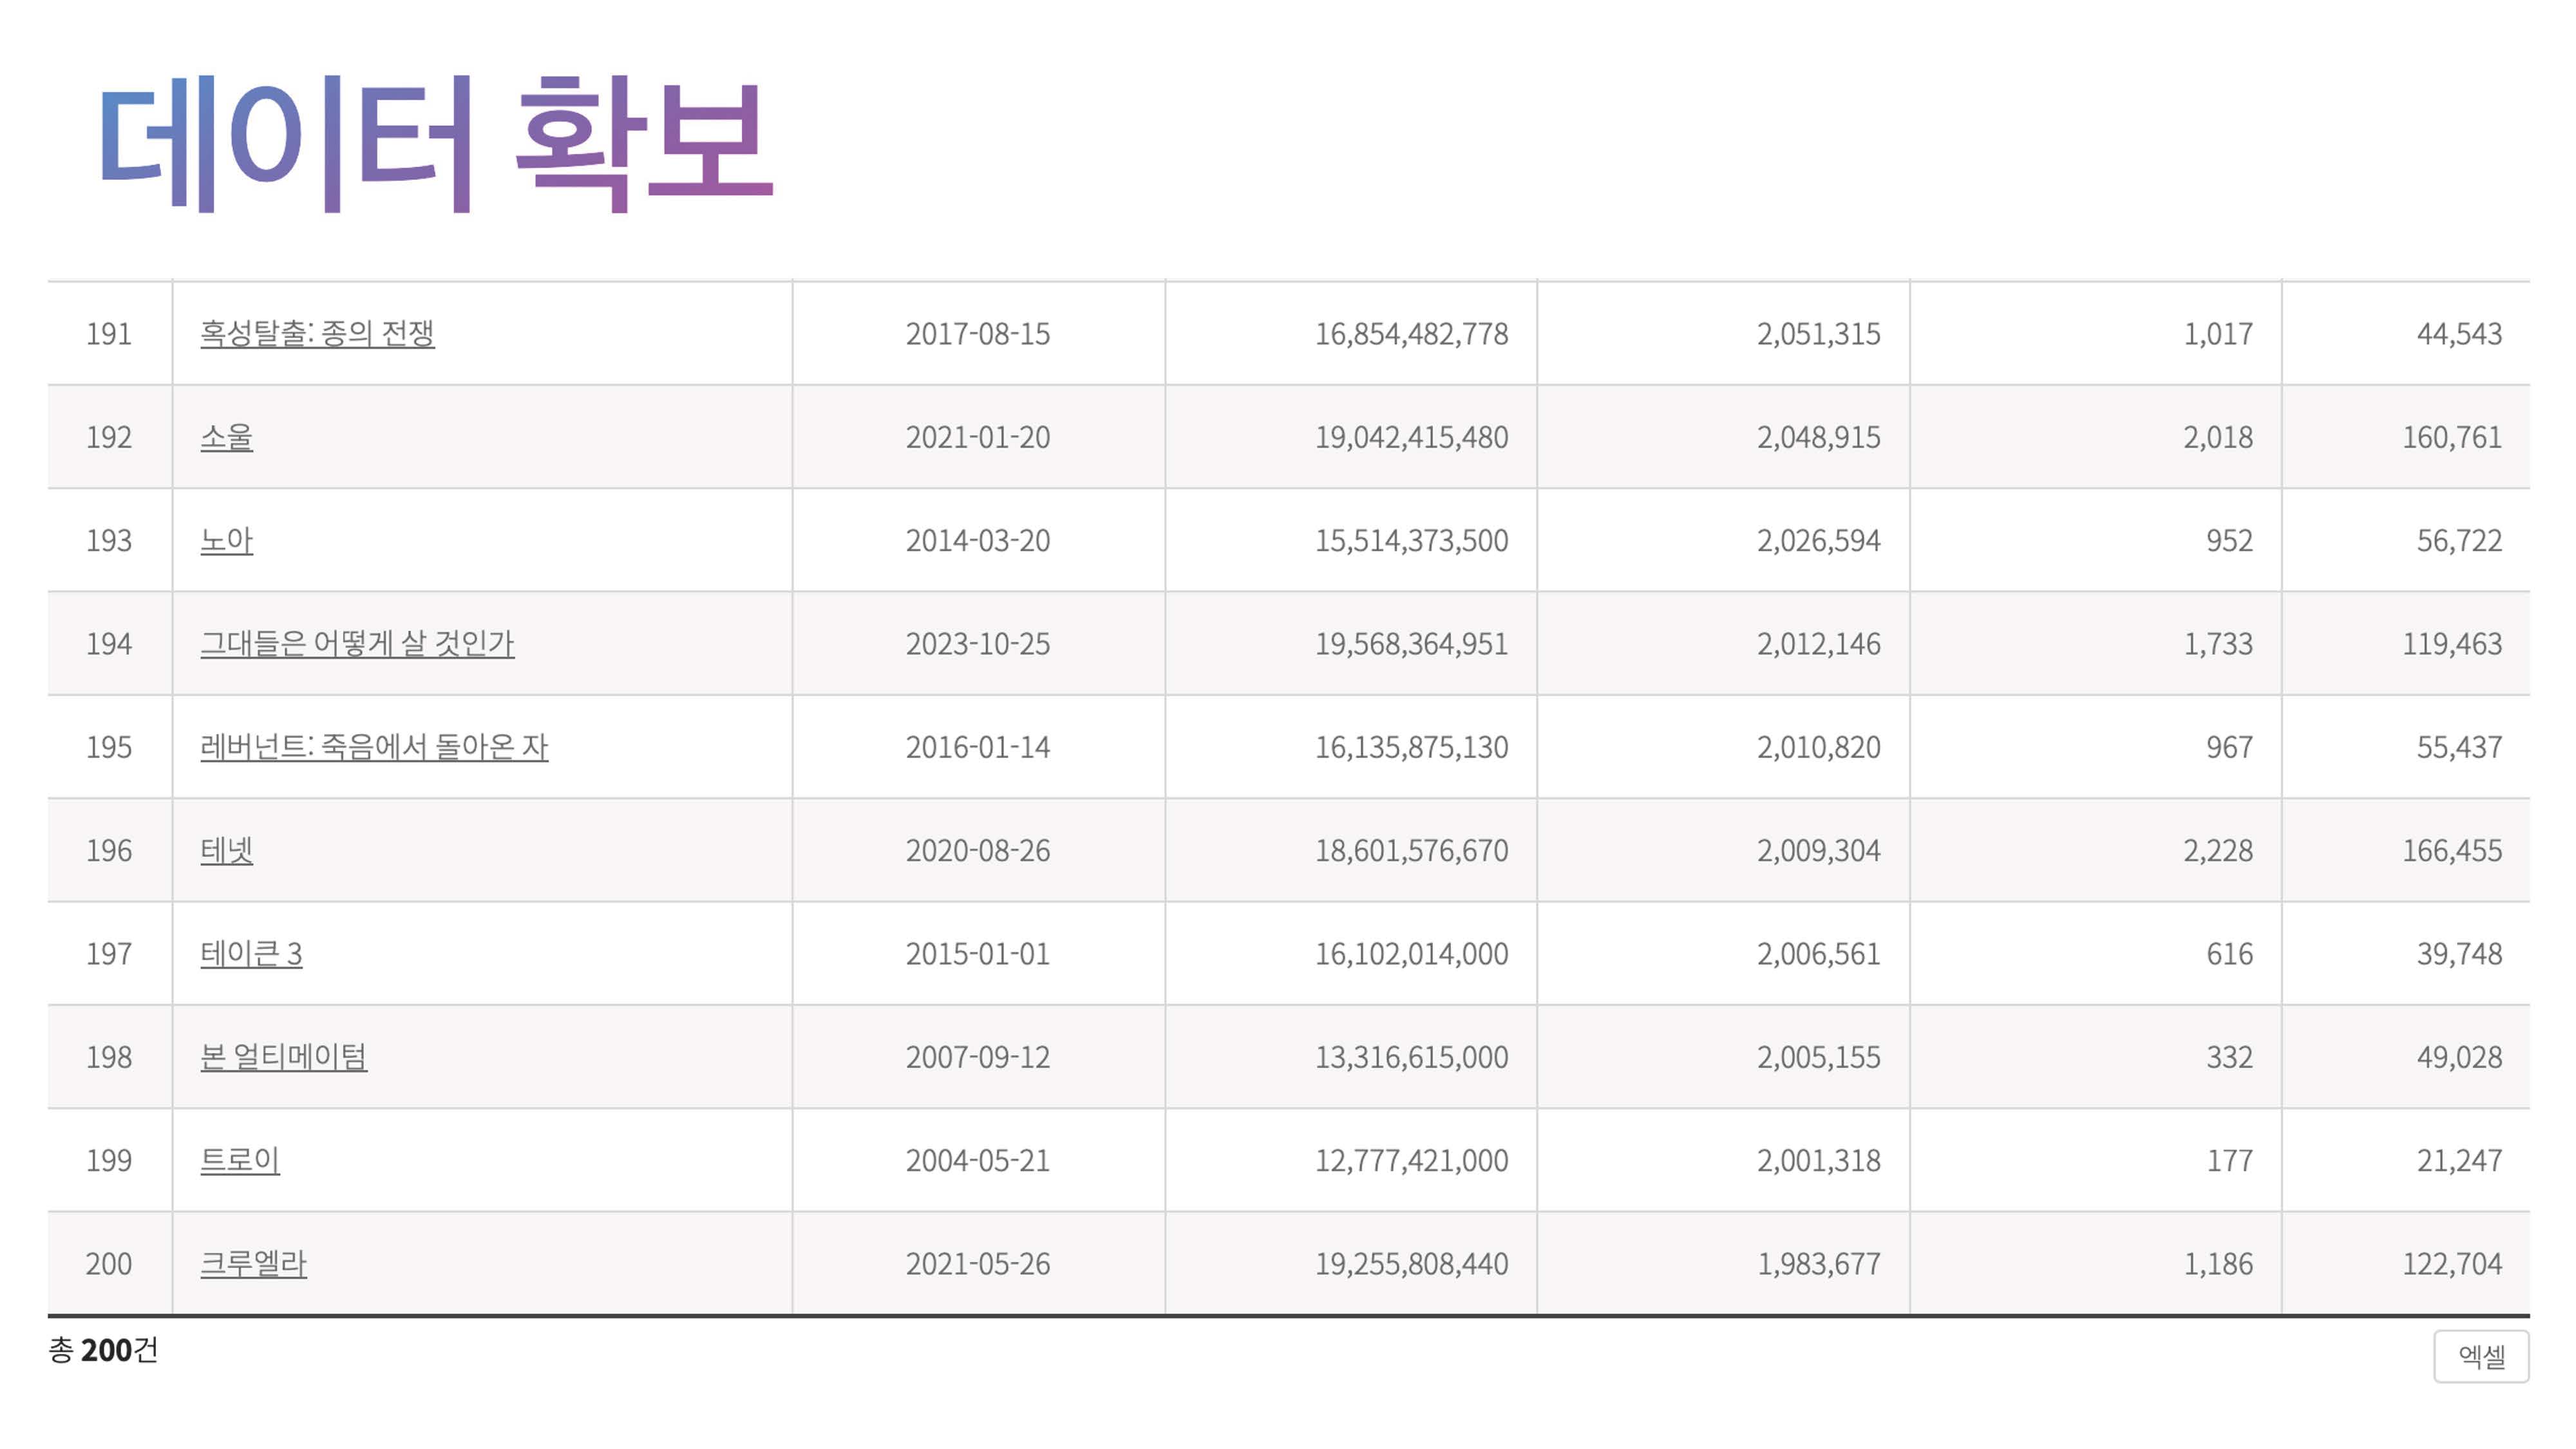 데이터 확보
191 혹성탈출: 종의 전쟁 2017-08-15 16,854,482,778 2,051,315 1,017 44,543
192 소울 2021-01-20 19,042,415,480 2,048,915 2,018 160,761
193 노아 2014-03-20 15,514,373,500 2,026,594 952 56,722
194 그대들은 어떻게 살 것인가 2023-10-25 19,568,364,951 2,012,146 1,733 119,463
195 레버넌트: 죽음에서 돌아온 자 2016-01-14 16,135,875,130 2,010,820 967 55,437
196 테넷 2020-08-26 18,601,576,670 2,009,304 2,228 166,455
197 테이큰 3 2015-01-01 16,102,014,000 2,006,561 616 39,748
198 본 얼티메이텀 2007-09-12 13,316,615,000 2,005,155 332 49,028
199 트로이 2004-05-21 12,777,421,000 2,001,318 177 21,247
200 크루엘라 2021-05-26 19,255,808,440 1,983,677 1,186 122,704
총 200건 엑셀